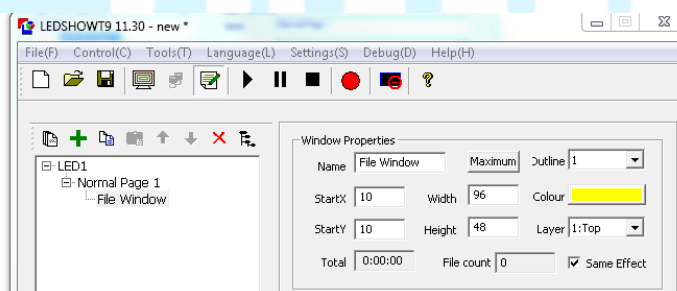 LEDSHOWT9 11.30 - new *
File(F) Control(C) Tools(T) Language(L) Settings(S) Debug(D) Help(H)
Window Properties
LED1
Normal Page 1
File Window
Name File Window Maximum Outline 1
StartX 10 Width 96 Colour
StartY 10 Height 48 Layer 1:Top
Total 0:00:00 File count 0 Same Effect